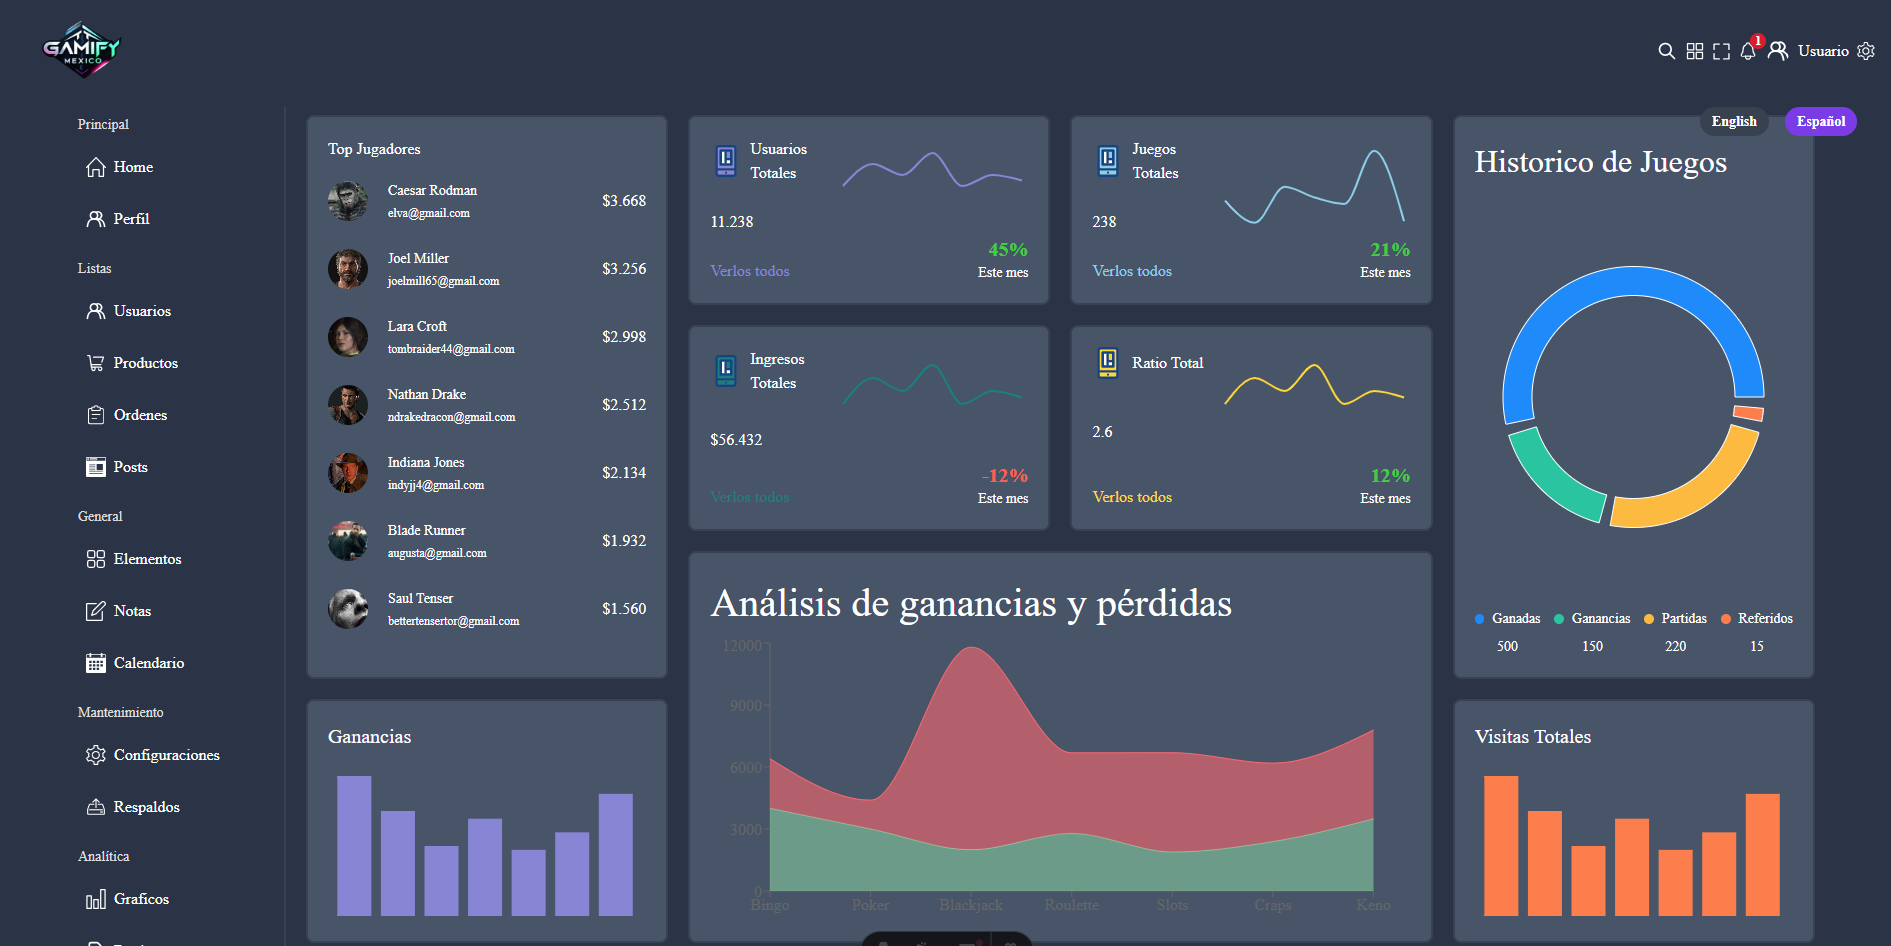 GAMIFY
MEXICO
1
Usuario
English
Español
Principal
Home
Perfil
Listas
Usuarios
Productos
Ordenes
Posts
General
Elementos
Notas
Calendario
Mantenimiento
Configuraciones
Respaldos
Analítica
Graficos
Top Jugadores
Caesar Rodman
elva@gmail.com
$3.668
Joel Miller
joelmill65@gmail.com
$3.256
Lara Croft
tombraider44@gmail.com
$2.998
Nathan Drake
ndrakedracon@gmail.com
$2.512
Indiana Jones
indyjj4@gmail.com
$2.134
Blade Runner
augusta@gmail.com
$1.932
Saul Tenser
bettertensertor@gmail.com
$1.560
Ganancias
Usuarios
Totales
11.238
Verlos todos
45%
Este mes
Juegos
Totales
238
Verlos todos
21%
Este mes
Ingresos
Totales
$56.432
Verlos todos
-12%
Este mes
Ratio Total
2.6
Verlos todos
12%
Este mes
Análisis de ganancias y pérdidas
12000
9000
6000
3000
0
Bingo Poker Blackjack Roulette Slots Craps Keno
Historico de Juegos
Ganadas Ganancias Partidas Referidos
500 150 220 15
Visitas Totales